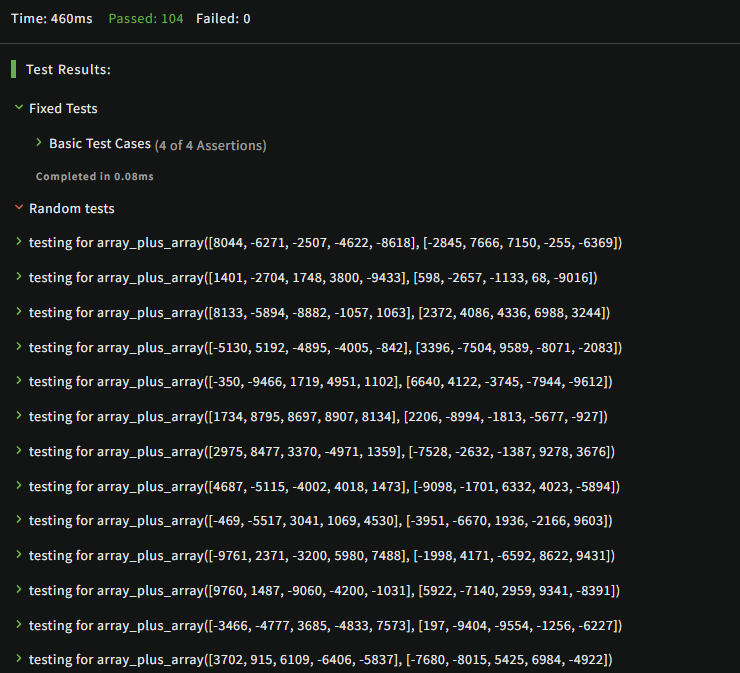 Time: 460ms Passed: 104 Failed: 0
Test Results:
Fixed Tests
Basic Test Cases (4 of 4 Assertions)
Completed in 0.08ms
Random tests
testing for array_plus_array([8044, -6271, -2507, -4622, -8618], [-2845, 7666, 7150, -255, -6369])
testing for array_plus_array([1401, -2704, 1748, 3800, -9433], [598, -2657, -1133, 68, -9016])
testing for array_plus_array([8133, -5894, -8882, -1057, 1063], [2372, 4086, 4336, 6988, 3244])
testing for array_plus_array([-5130, 5192, -4895, -4005, -842], [3396, -7504, 9589, -8071, -2083])
testing for array_plus_array([-350, -9466, 1719, 4951, 1102], [6640, 4122, -3745, -7944, -9612])
testing for array_plus_array([1734, 8795, 8697, 8907, 8134], [2206, -8994, -1813, -5677, -927])
testing for array_plus_array([2975, 8477, 3370, -4971, 1359], [-7528, -2632, -1387, 9278, 3676])
testing for array_plus_array([4687, -5115, -4002, 4018, 1473], [-9098, -1701, 6332, 4023, -5894])
testing for array_plus_array([-469, -5517, 3041, 1069, 4530], [-3951, -6670, 1936, -2166, 9603])
testing for array_plus_array([-9761, 2371, -3200, 5980, 7488], [-1998, 4171, -6592, 8622, 9431])
testing for array_plus_array([9760, 1487, -9060, -4200, -1031], [5922, -7140, 2959, 9341, -8391])
testing for array_plus_array([-3466, -4777, 3685, -4833, 7573], [197, -9404, -9554, -1256, -6227])
testing for array_plus_array([3702, 915, 6109, -6406, -5837], [-7680, -8015, 5425, 6984, -4922])